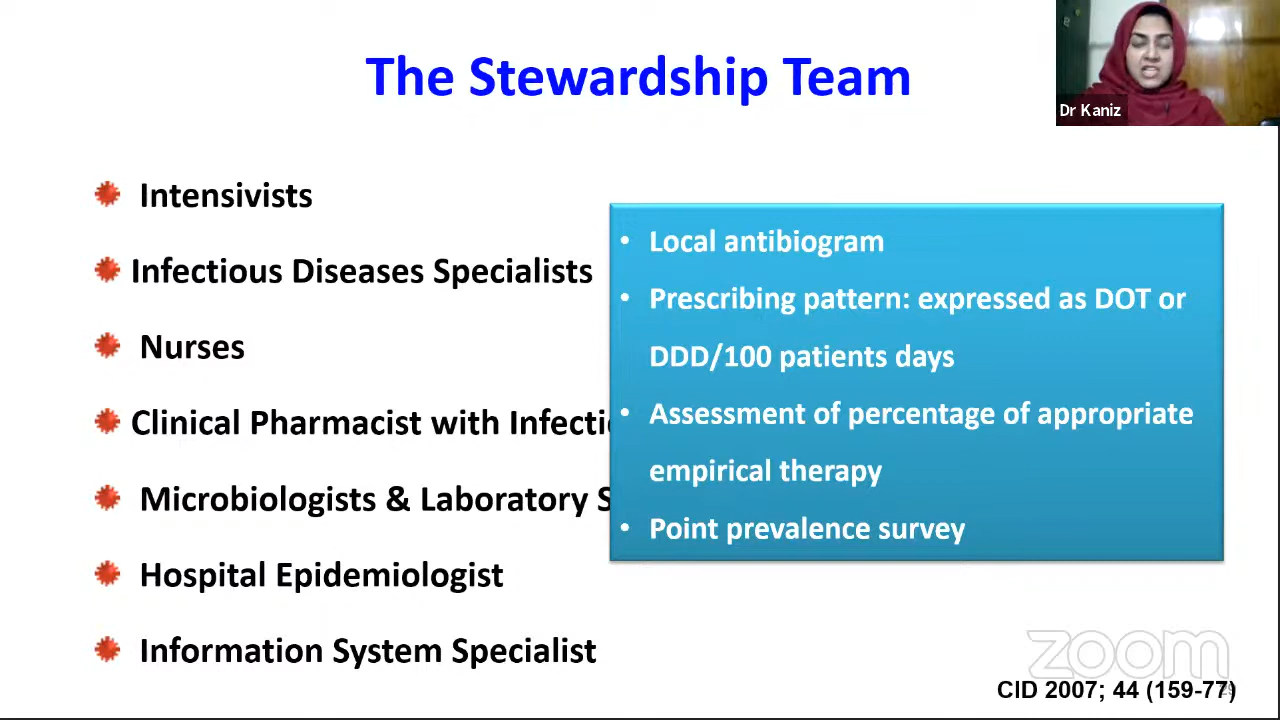 The Stewardship Team
Dr Kaniz
Intensivists
Infectious Diseases Specialists
Nurses
Clinical Pharmacist with
Microbiologists & Laboratory
Hospital Epidemiologist
Information System Specialist
• Local antibiogram
• Prescribing pattern: expressed as DOT or
DDD/100 patients days
• Assessment of percentage of appropriate
empirical therapy
• Point prevalence survey
zoom
CID 2007; 44 (159-77)